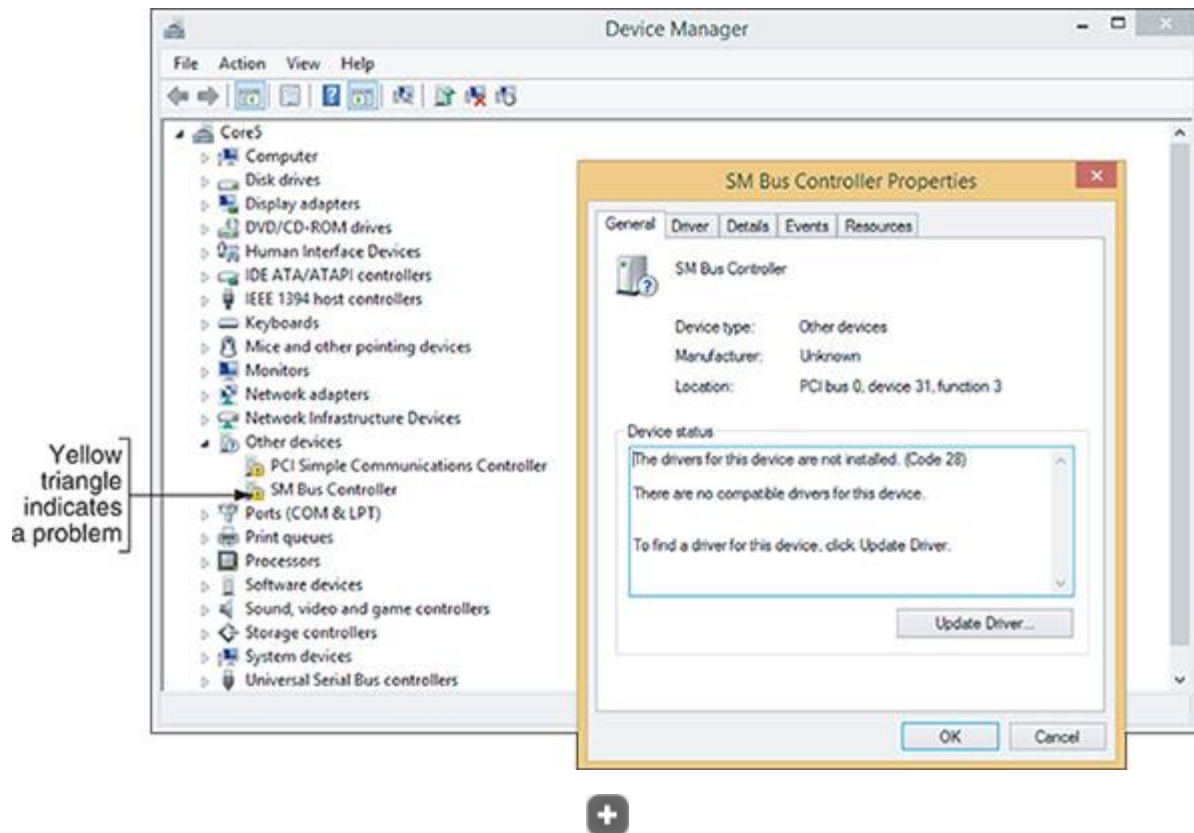 Device Manager
File Action View Help
Core5
Computer
Disk drives
Display adapters
DVD/CD-ROM drives
Human Interface Devices
IDE ATA/ATAPI controllers
IEEE 1394 host controllers
Keyboards
Mice and other pointing devices
Monitors
Network adapters
Network Infrastructure Devices
Other devices
PCI Simple Communications Controller
SM Bus Controller
Ports (COM & LPT)
Print queues
Processors
Software devices
Sound, video and game controllers
Storage controllers
System devices
Universal Serial Bus controllers
Yellow
triangle
indicates
a problem
SM Bus Controller Properties
General Driver Details Events Resources
SM Bus Controller
Device type: Other devices
Manufacturer: Unknown
Location: PCI bus 0, device 31, function 3
Device status
The drivers for this device are not installed. (Code 28)
There are no compatible drivers for this device.
To find a driver for this device, click Update Driver.
Update Driver...
OK Cancel